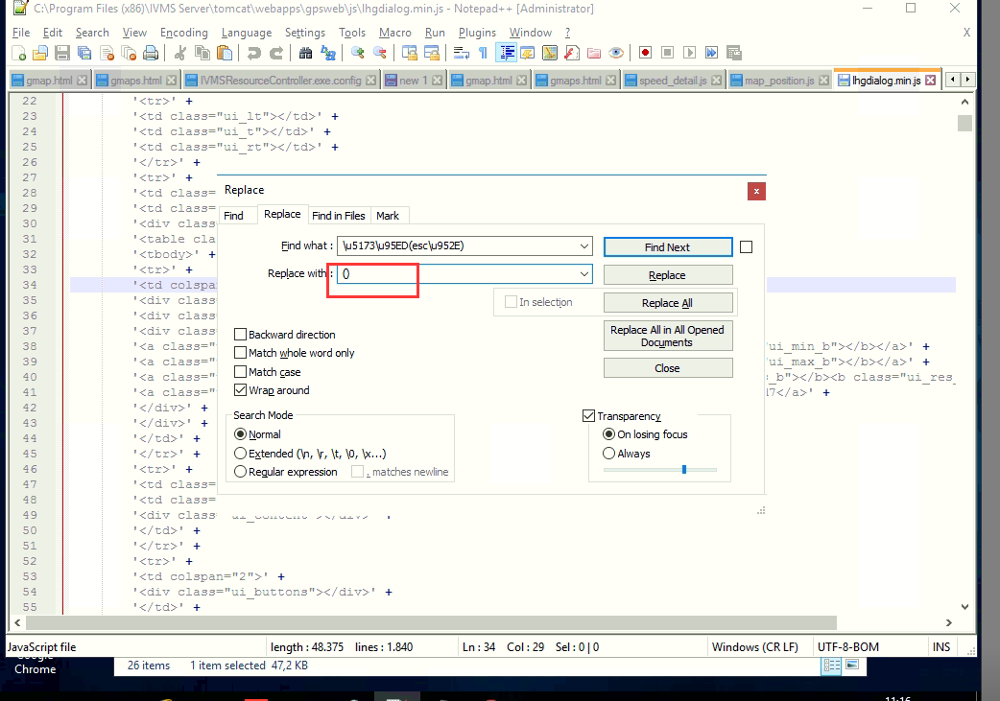 C:\Program Files (x86)\IVMS Server\tomcat\webapps\gpsweb\js\lhgdialog.min.js - Notepad++ [Administrator]
File Edit Search View Encoding Language Settings Tools Macro Run Plugins Window ? X
gmap.html gmaps.html IVMSResourceController.exe.config new 1 gmap.html gmaps.html speed_detail.js map_position.js lhgdialog.min.js
22 '<tr>' +
23 '<td class="ui_lt"></td>' +
24 '<td class="ui_t"></td>' +
25 '<td class="ui_rt"></td>' +
26 '</tr>' +
27 '<tr>' +
28 '<td class=
29 '<td class=
30 '<div class
31 '<table cla
32 '<tbody>' +
33 '<tr>' +
34 '<td colspa
35 '<div class
36 '<div class
37 '<div class
38 '<a class=" ui_min_b"></b></a>' +
39 '<a class=" ui_max_b"></b></a>' +
40 '<a class=" _b"></b><b class="ui_res_
41 '<a class=" 7</a>' +
42 '</div>' +
43 '</div>' +
44 '</td>' +
45 '</tr>' +
46 '<tr>' +
47 '<td class=
48 '<td class=
49 '<div class="ui_content"></div>' +
50 '</td>' +
51 '</tr>' +
52 '<tr>' +
53 '<td colspan="2">' +
54 '<div class="ui_buttons"></div>' +
55 '</td>' +
Replace x
Find Replace Find in Files Mark
Find what : \u5173\u95ED(esc\u952E) Find Next
Replace with : () Replace
In selection Replace All
Replace All in All Opened
Documents
Close
Backward direction
Match whole word only
Match case
Wrap around
Search Mode
Normal
Extended (\n, \r, \t, \0, \x...)
Regular expression . matches newline
Transparency
On losing focus
Always
JavaScript file length : 48.375 lines : 1.840 Ln : 34 Col : 29 Sel : 0 | 0 Windows (CR LF) UTF-8-BOM INS
Google
Chrome
26 items 1 item selected 47,2 KB
11:16